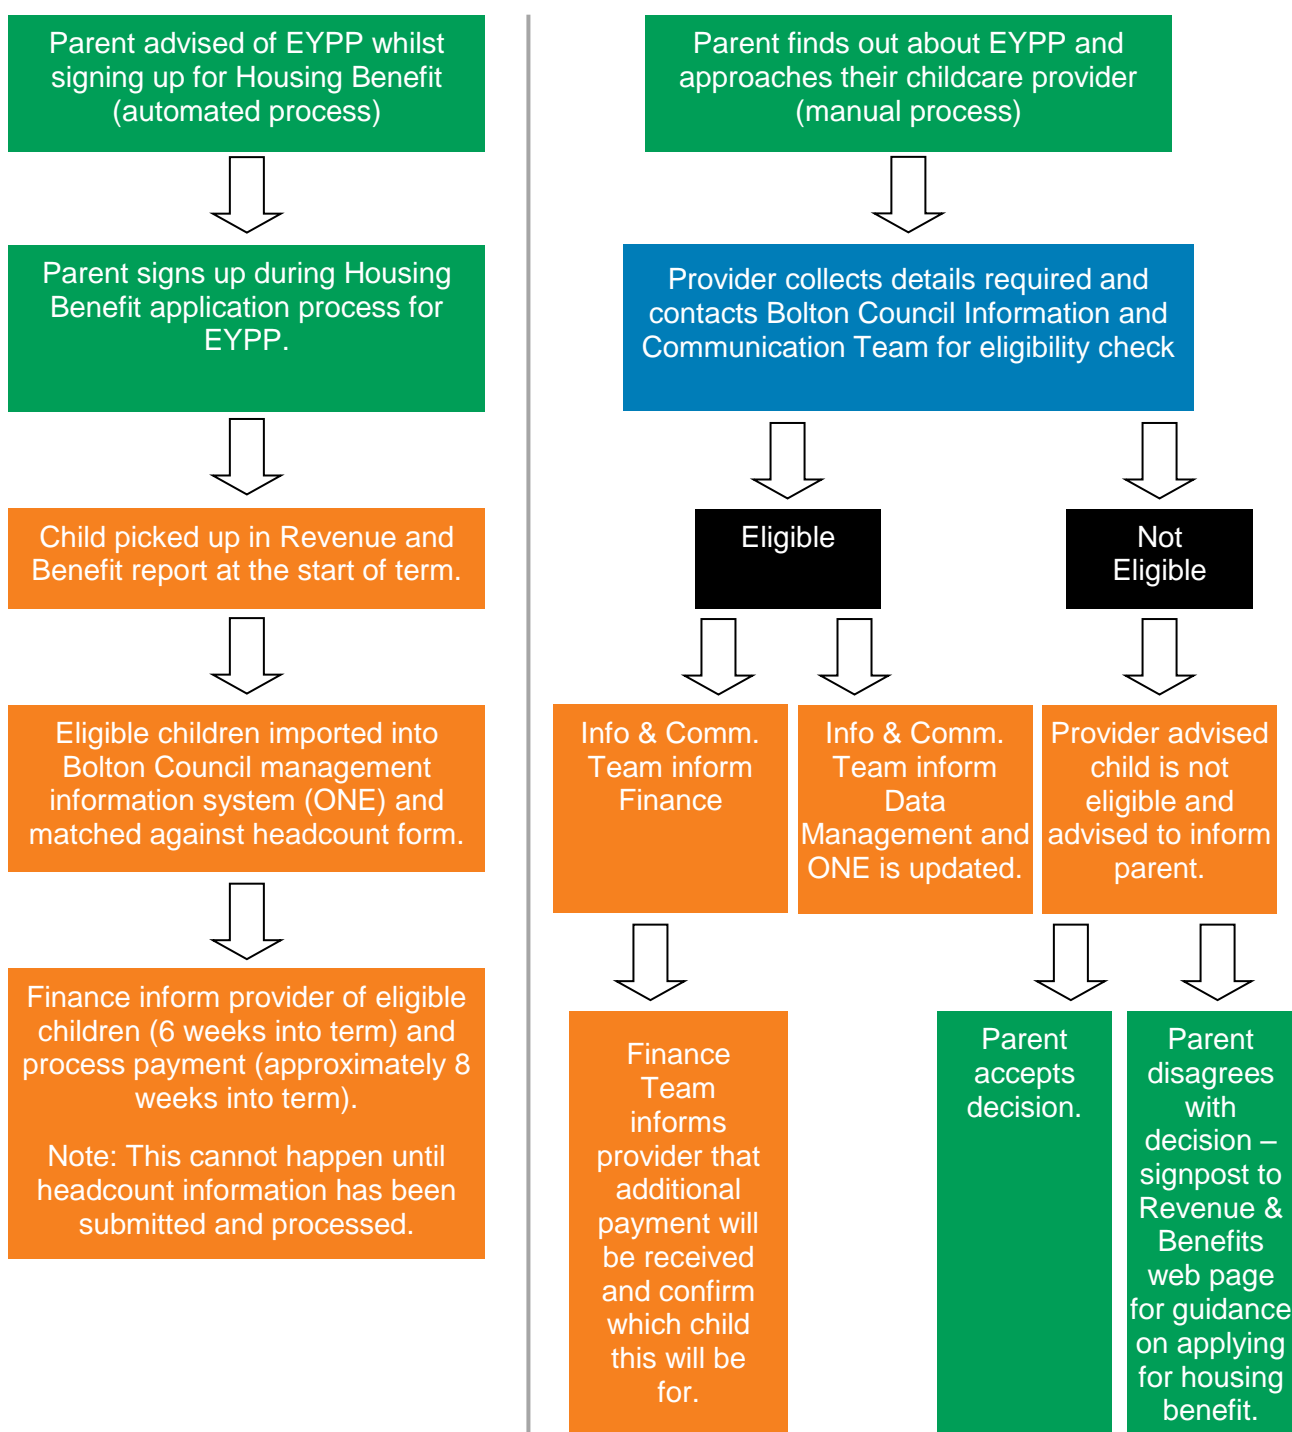 Parent advised of EYPP whilst
signing up for Housing Benefit
(automated process)
Parent signs up during Housing
Benefit application process for
EYPP.
Child picked up in Revenue and
Benefit report at the start of term.
Eligible children imported into
Bolton Council management
information system (ONE) and
matched against headcount form.
Finance inform provider of eligible
children (6 weeks into term) and
process payment (approximately 8
weeks into term).
Note: This cannot happen until
headcount information has been
submitted and processed.
Parent finds out about EYPP and
approaches their childcare provider
(manual process)
Provider collects details required and
contacts Bolton Council Information and
Communication Team for eligibility check
Eligible
Not
Eligible
Info & Comm.
Team inform
Finance
Info & Comm.
Team inform
Data
Management and
ONE is updated.
Provider advised
child is not
eligible and
advised to inform
parent.
Finance
Team
informs
provider that
additional
payment will
be received
and confirm
which child
this will be
for.
Parent
accepts
decision.
Parent
disagrees
with
decision –
signpost to
Revenue &
Benefits
web page
for guidance
on applying
for housing
benefit.